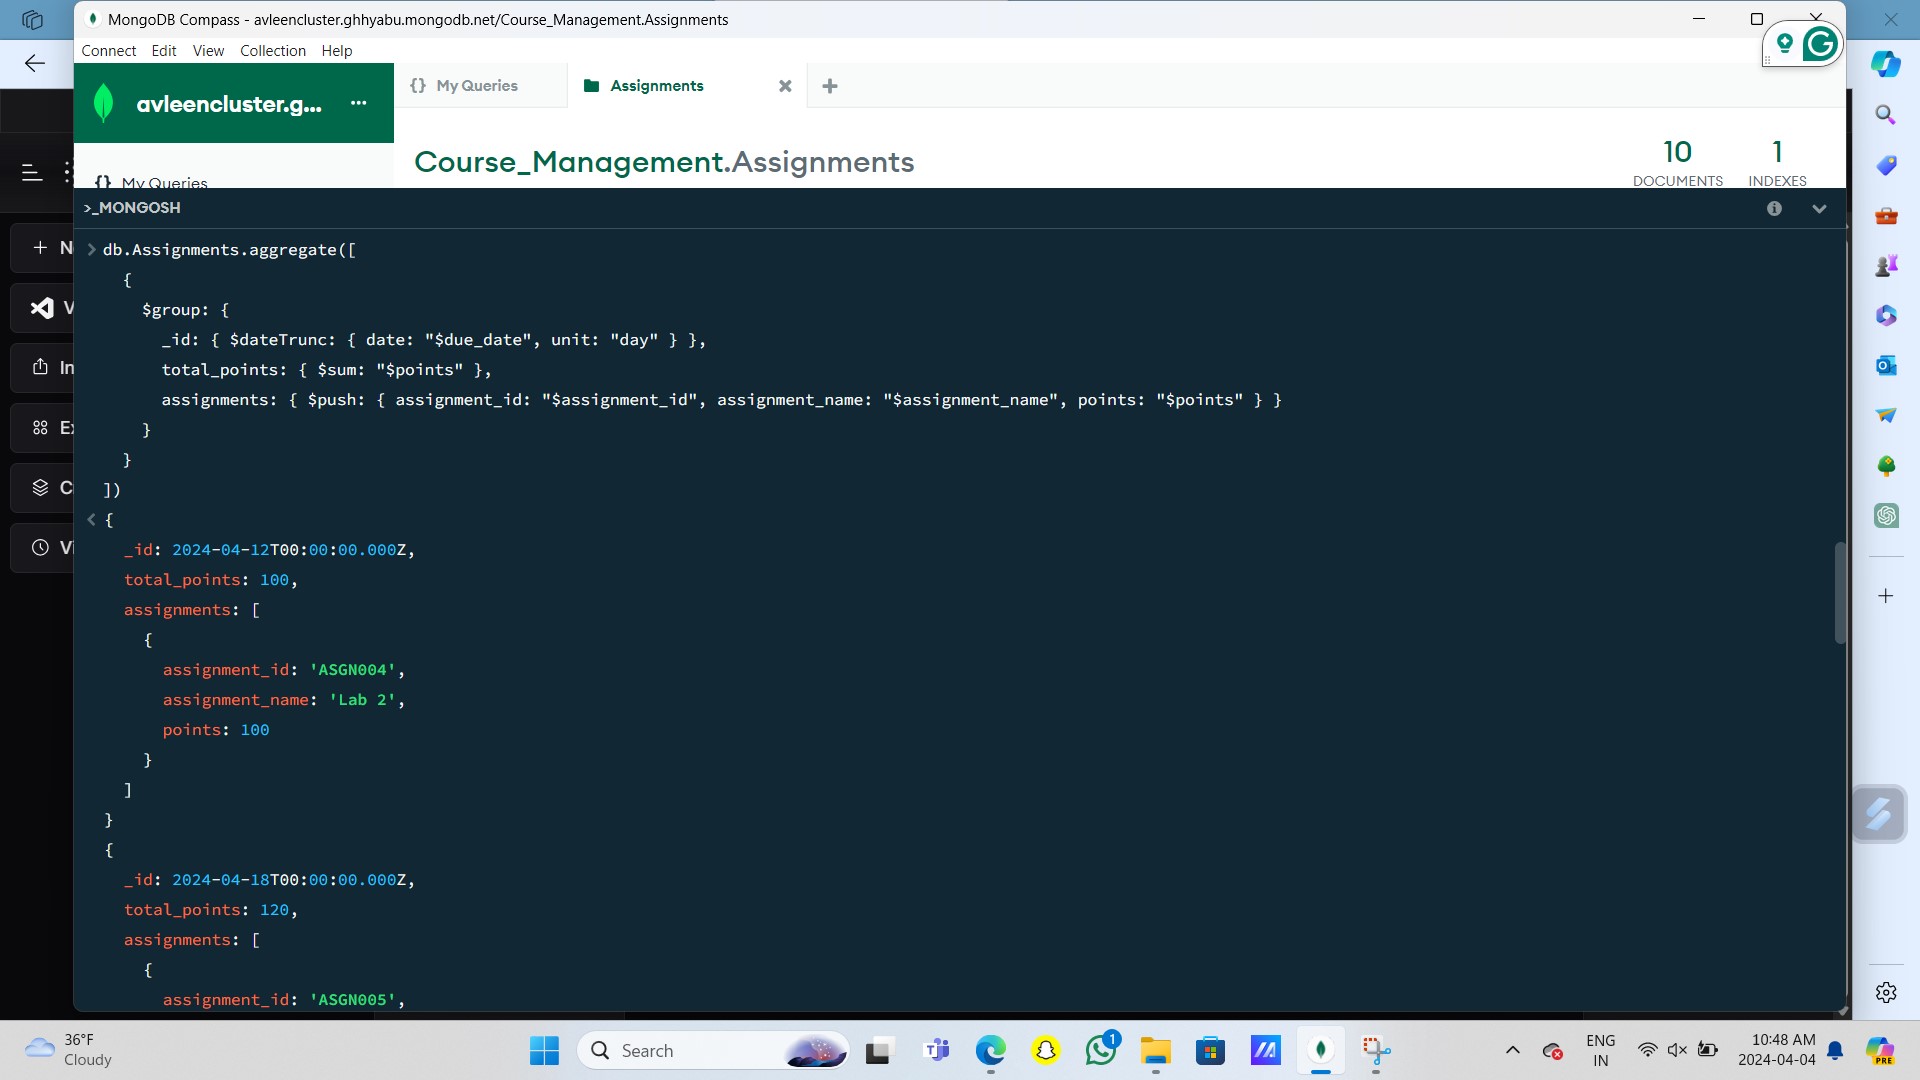 MongoDB Compass - avleencluster.ghhyabu.mongodb.net/Course_Management.Assignments
Connect Edit View Collection Help
avleencluster.g...
{} My Queries
Assignments
{} My Queries
Course_Management.Assignments
10
DOCUMENTS
1
INDEXES
>_MONGOSH
db.Assignments.aggregate([
{
$group: {
_id: { $dateTrunc: { date: "$due_date", unit: "day" } },
total_points: { $sum: "$points" },
assignments: { $push: { assignment_id: "$assignment_id", assignment_name: "$assignment_name", points: "$points" } }
}
}
])
{
_id: 2024-04-12T00:00:00.000Z,
total_points: 100,
assignments: [
{
assignment_id: 'ASGN004',
assignment_name: 'Lab 2',
points: 100
}
]
}
{
_id: 2024-04-18T00:00:00.000Z,
total_points: 120,
assignments: [
{
assignment_id: 'ASGN005',
36°F
Cloudy
Search
1
ENG
IN
10:48 AM
2024-04-04
PRE